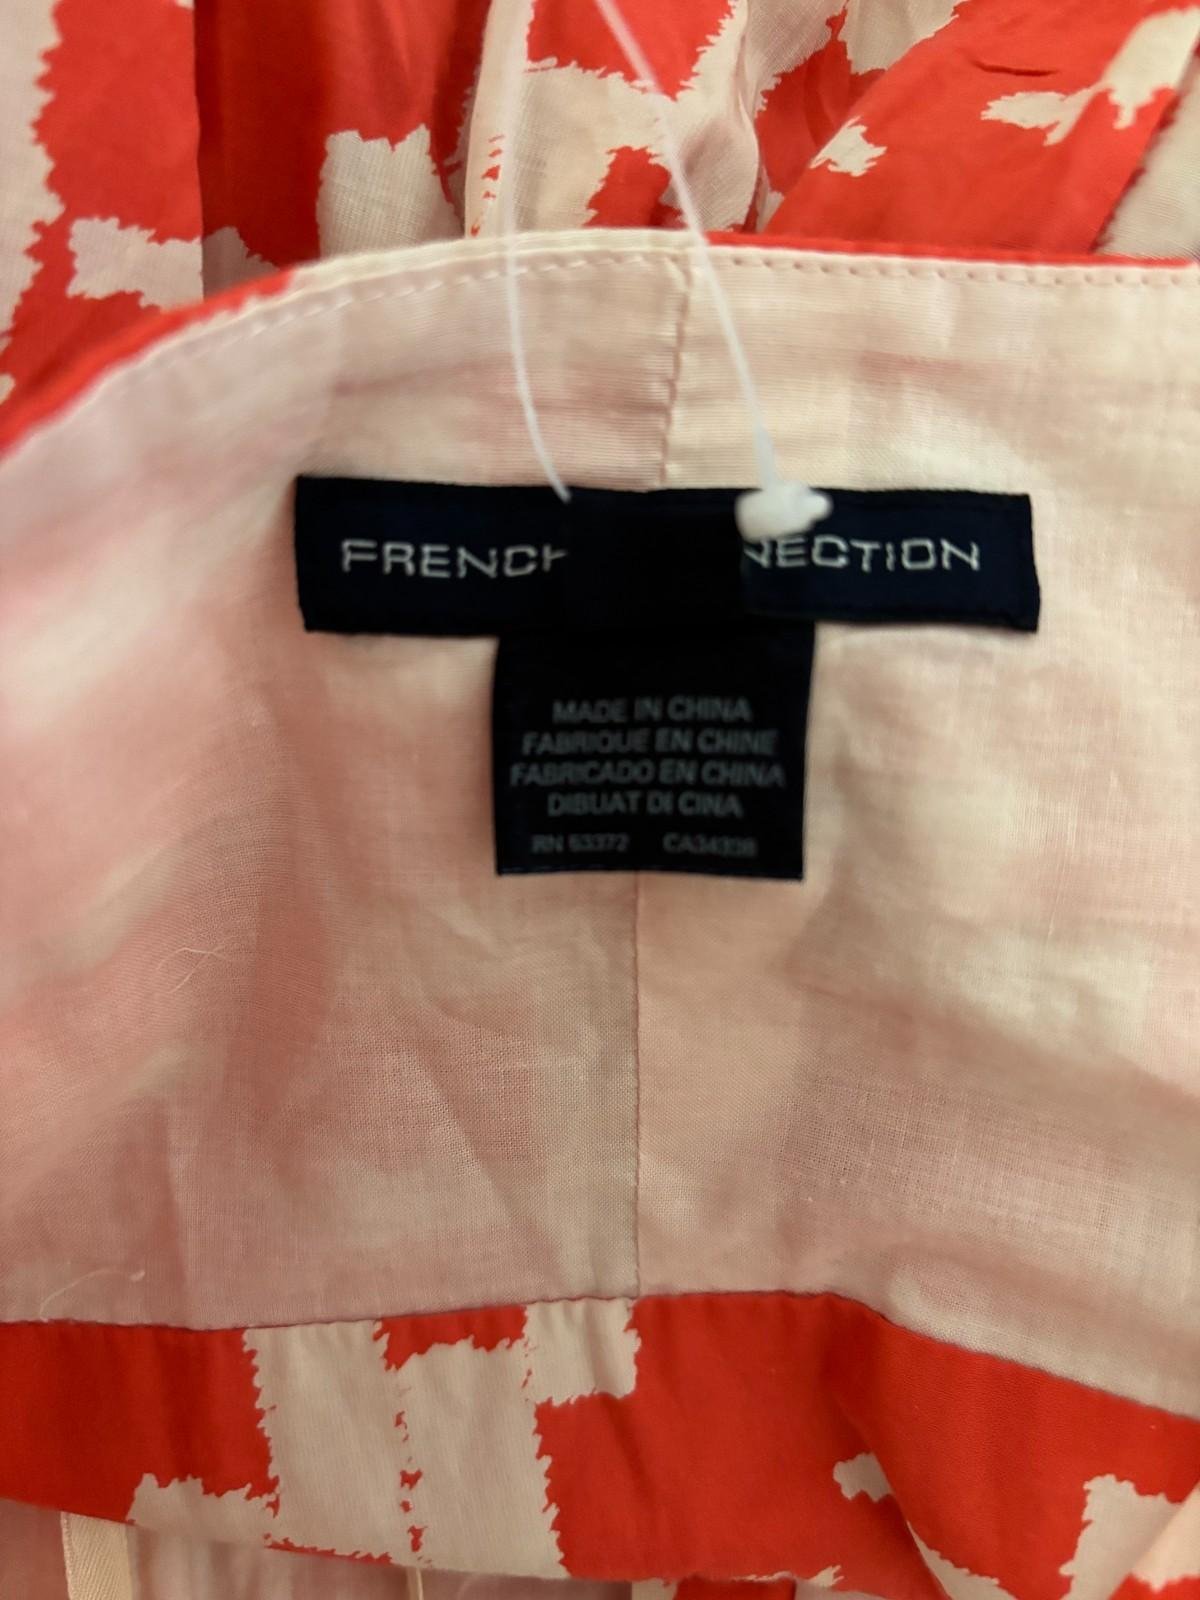 FRENCH NECTION
MADE IN CHINA
FABRIQUE EN CHINE
FABRICADO EN CHINA
DIBUAT DI CINA
RN 53372 CA34338